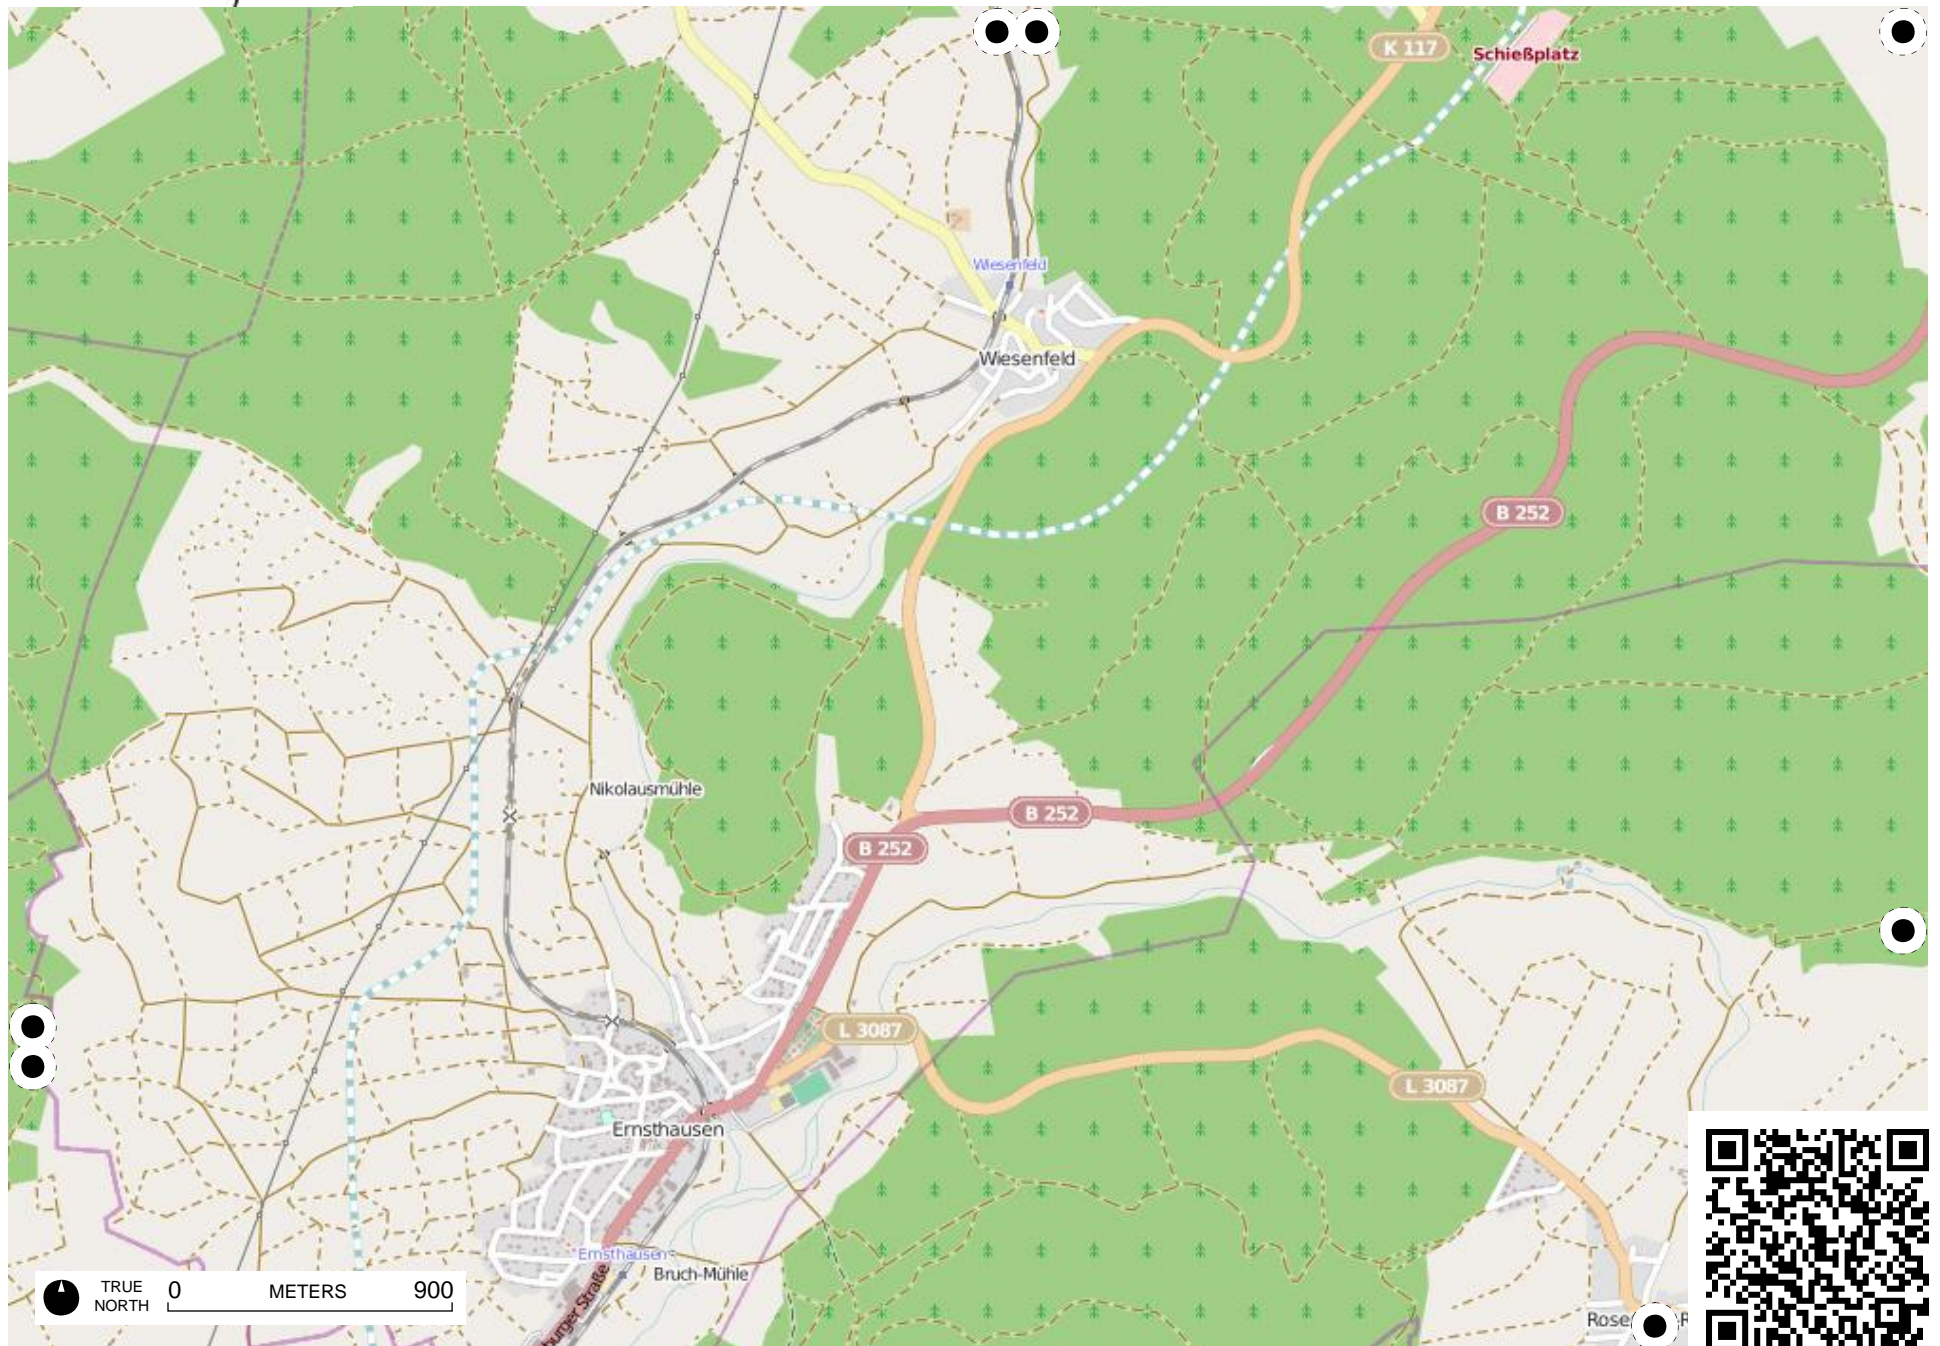 K 117
Schießplatz
Wiesenfeld
Wiesenfeld
B 252
Nikolausmühle
B 252
B 252
L 3087
L 3087
Ernsthausen
Ernsthausen
Bruch-Mühle
TRUE NORTH
0 METERS 900